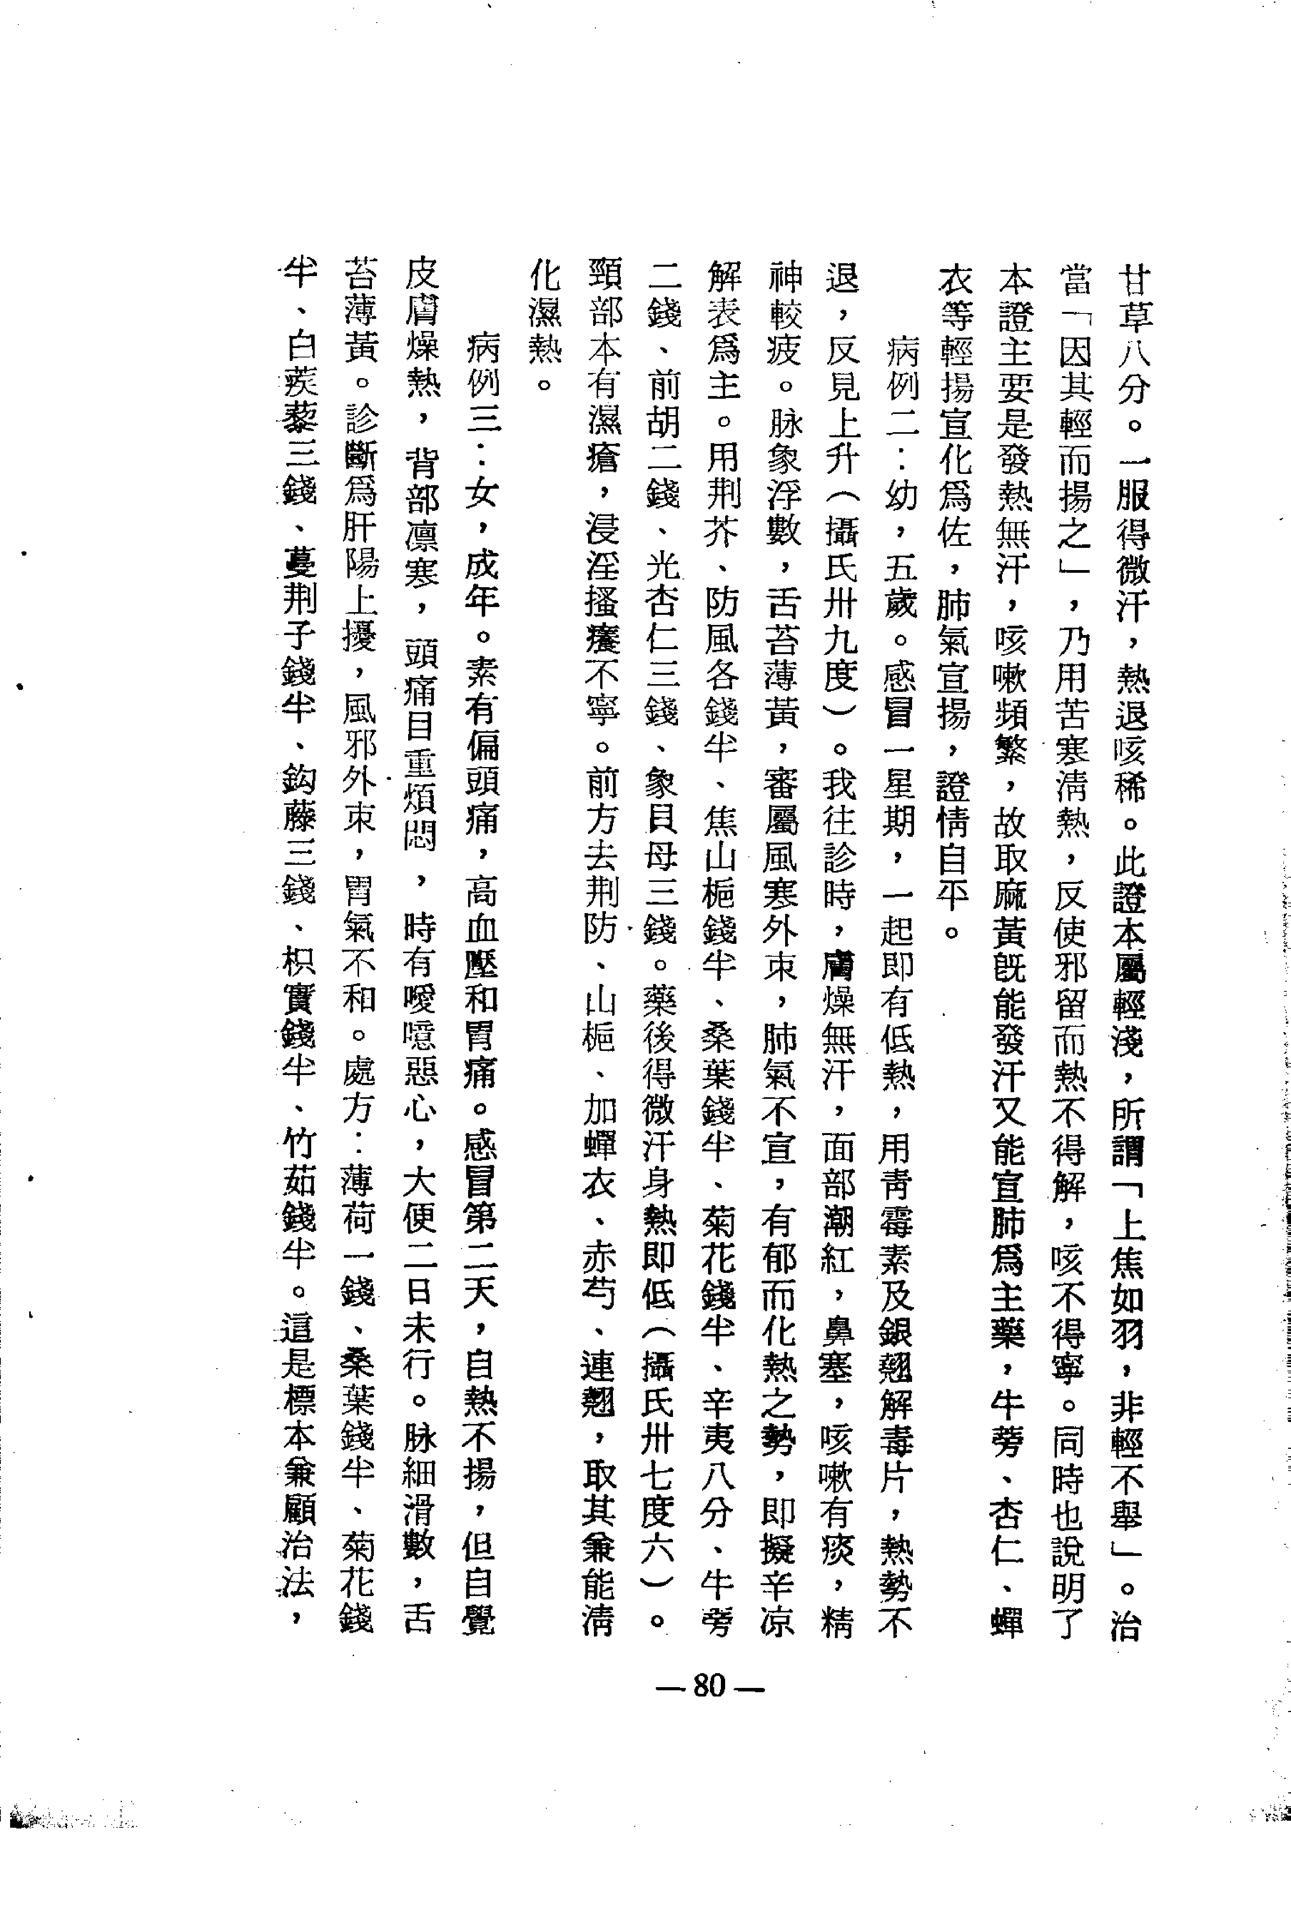 甘草八分。一服得微汗，熱退咳稀。此證本屬輕淺，所謂「上焦如羽，非輕不舉」。治
當「因其輕而揚之」，乃用苦寒淸熱，反使邪留而熱不得解，咳不得寧。同時也說明了
本證主要是發熱無汗，咳嗽頻繁，故取麻黃旣能發汗又能宣肺爲主藥，牛蒡、杏仁、蟬
衣等輕揚宣化爲佐，肺氣宣揚，證情自平。
病例二：幼，五歲。感冒一星期，一起即有低熱，用靑霉素及銀翹解毒片，熱勢不
退，反見上升（攝氏卅九度）。我往診時，膚燥無汗，面部潮紅，鼻塞，咳嗽有痰，精
神較疲。脉象浮數，舌苔薄黃，審屬風寒外束，肺氣不宣，有郁而化熱之勢，即擬辛凉
解表爲主。用荆芥、防風各錢半、焦山梔錢半、桑葉錢半、菊花錢半、辛夷八分、牛蒡
二錢、前胡二錢、光杏仁三錢、象貝母三錢。藥後得微汗身熱即低（攝氏卅七度六）。
頸部本有濕瘡，浸淫搔癢不寧。前方去荆防、山梔、加蟬衣、赤芍、連翹，取其兼能淸
化濕熱。
病例三：女，成年。素有偏頭痛，高血壓和胃痛。感冒第二天，自熱不揚，但自覺
皮膚燥熱，背部凛寒，頭痛目重煩悶，時有噯噫惡心，大便二日未行。脉細滑數，舌
苔薄黃。診斷爲肝陽上擾，風邪外束，胃氣不和。處方：薄荷一錢、桑葉錢半、菊花錢
半、白蒺藜三錢、蔓荆子錢半、鈎藤三錢、枳實錢半、竹茹錢半。這是標本兼顧治法，
— 80 —